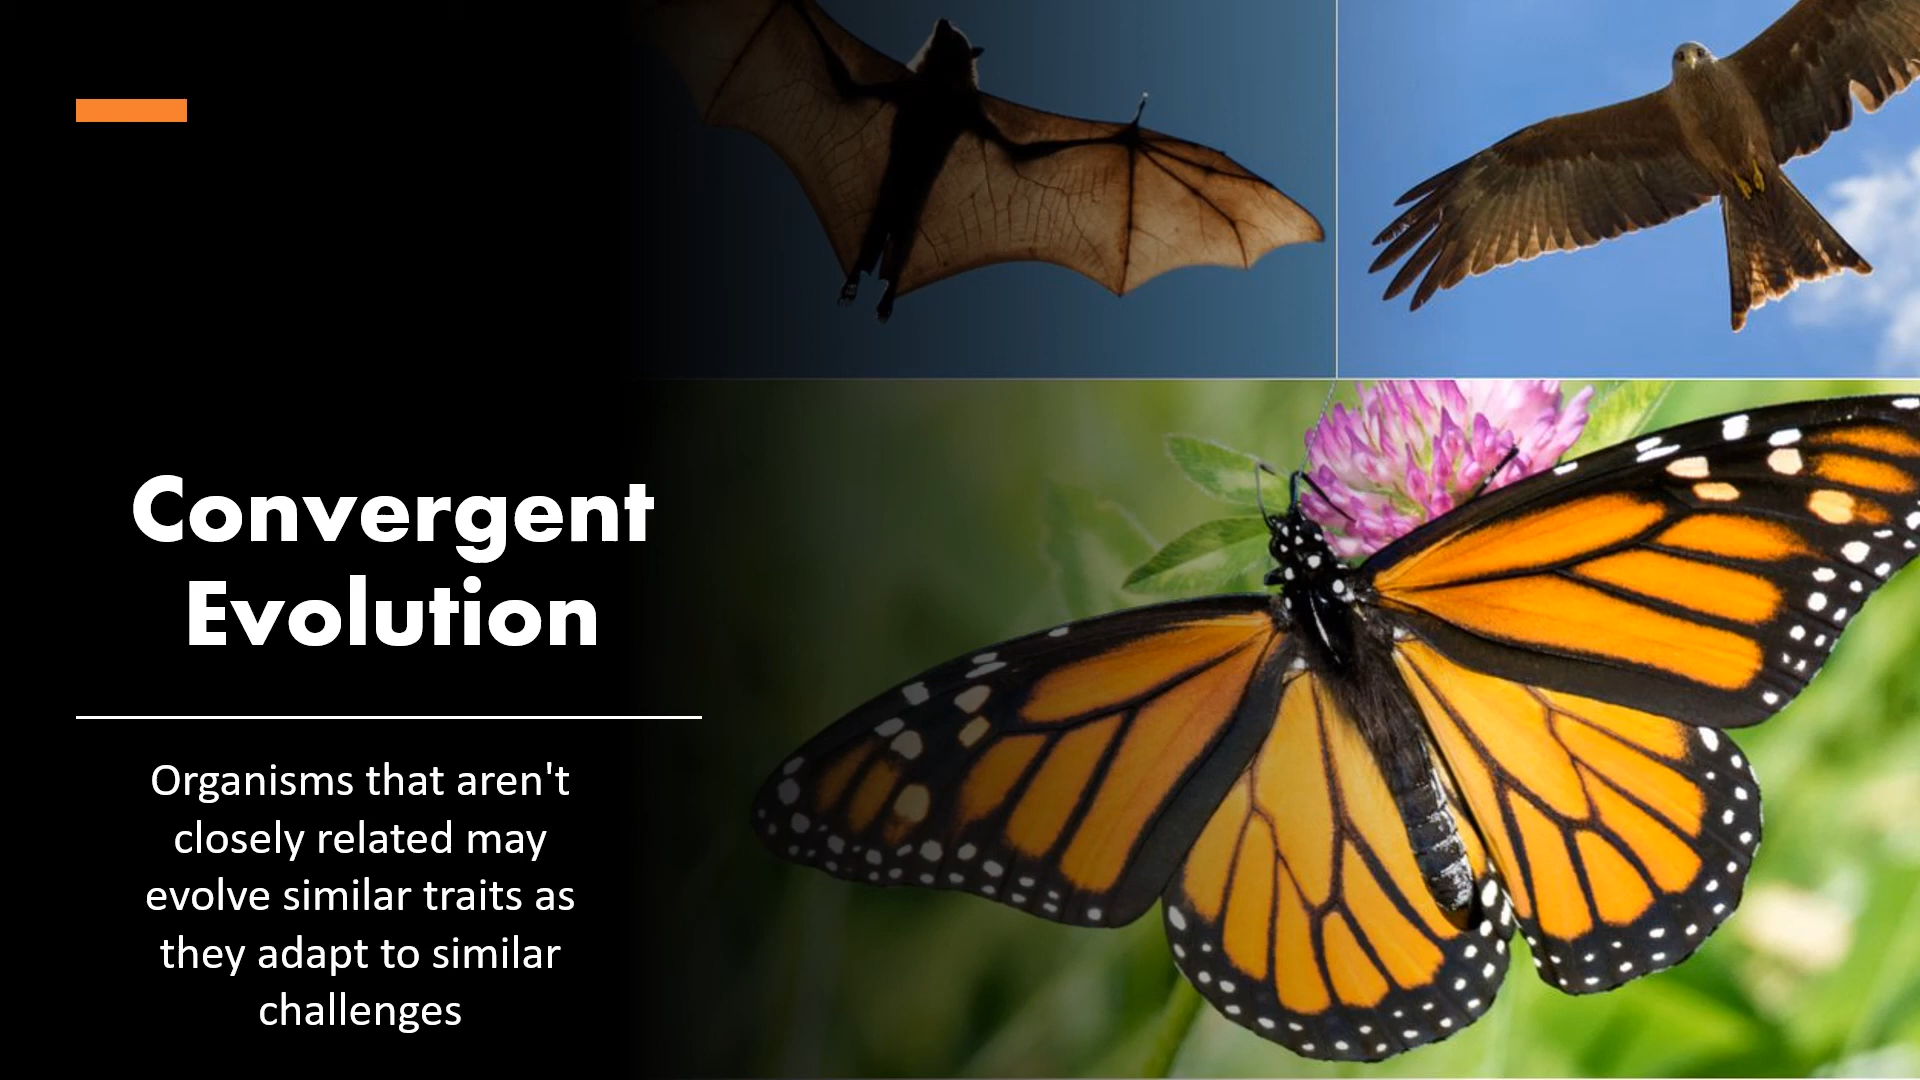 Convergent
Evolution
Organisms that aren't
closely related may
evolve similar traits as
they adapt to similar
challenges